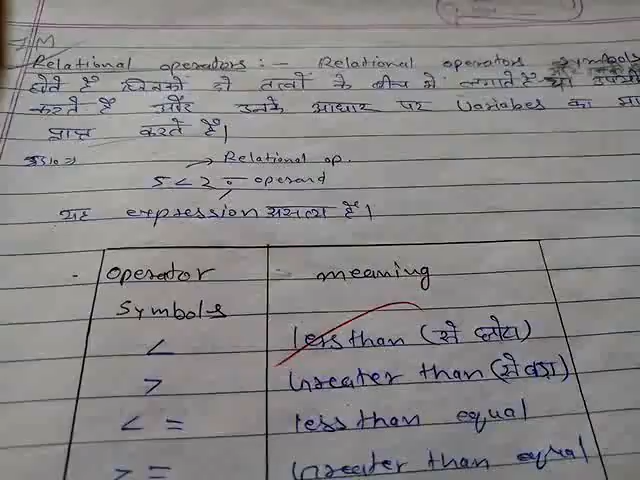 Relational operators :- Relational operators symbols
होते हैं जिनको दो तत्वों के बीच में लगाते हैं या उपयोग
करते हैं और उनके आधार पर variables का मा
प्राप्त करते हैं।
Relational op.
5 < 2 operand
यह expression असत्य है।
operator meaning
symbols
< less than (से छोटा)
> Greater than (से बड़ा)
< = less than equal
> = Greater than equal